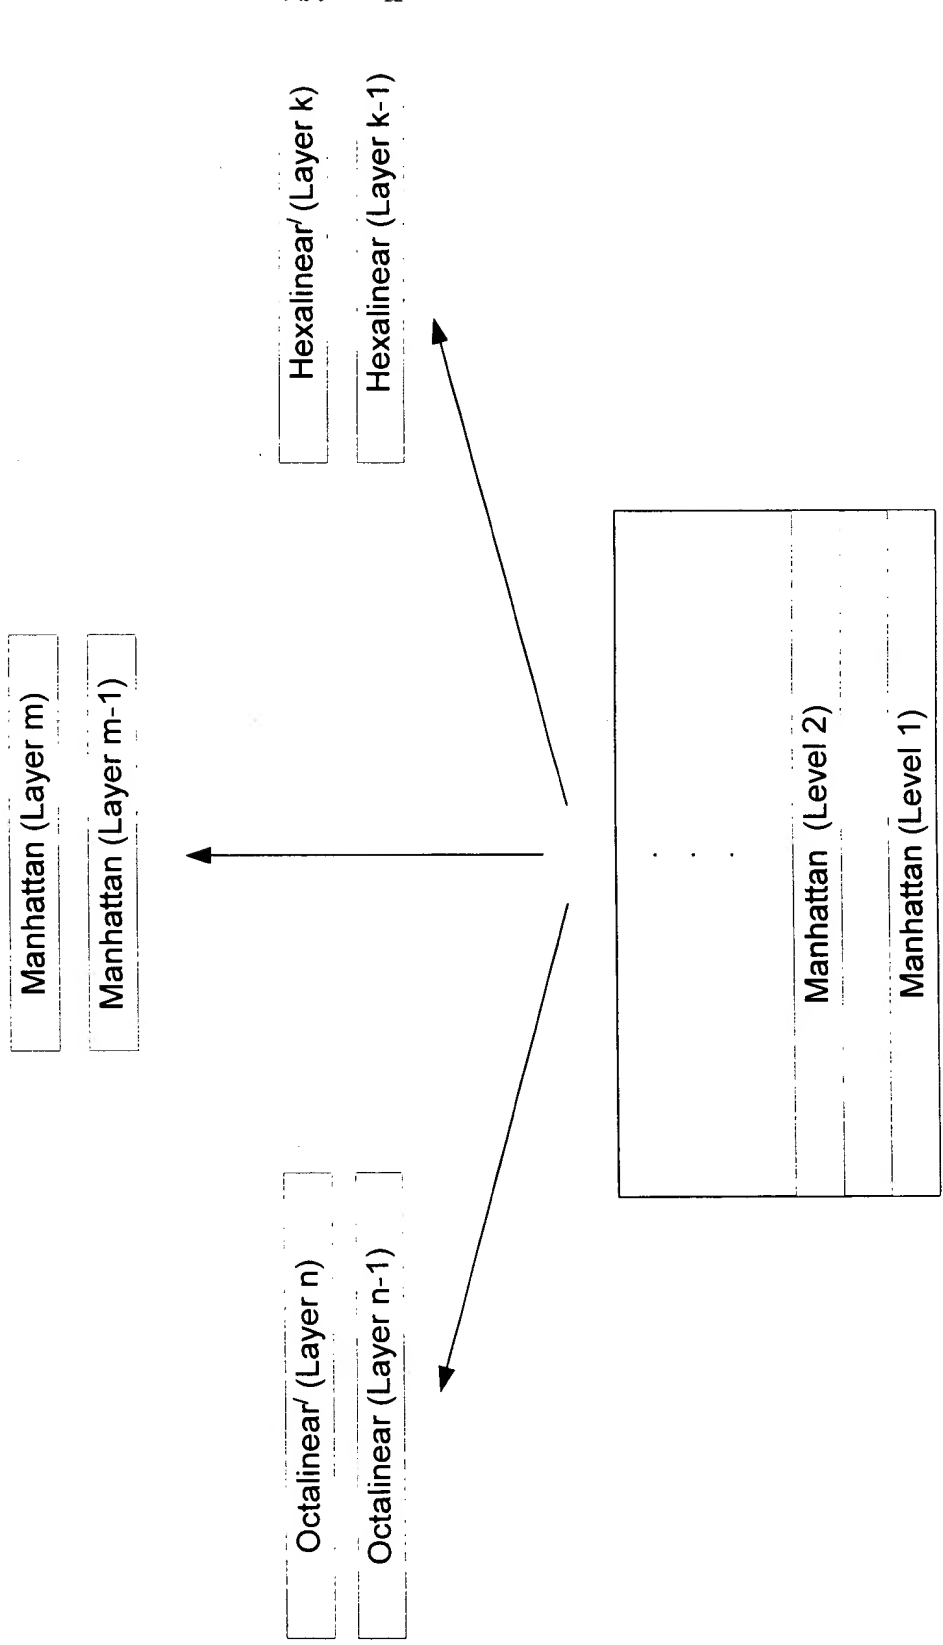 Manhattan (Layer m)
Manhattan (Layer m-1)
Octalinear/ (Layer n)
Octalinear (Layer n-1)
Hexalinear/ (Layer k)
Hexalinear (Layer k-1)
. . .
Manhattan (Level 2)
Manhattan (Level 1)